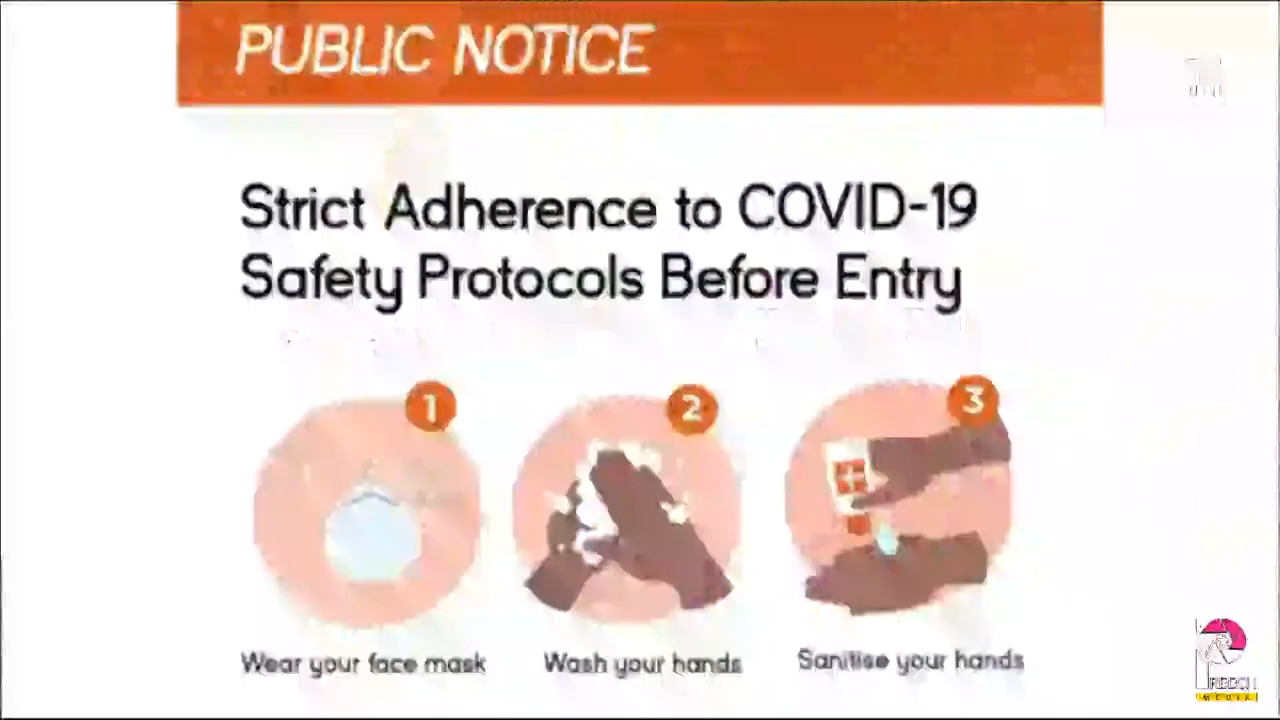 PUBLIC NOTICE
Strict Adherence to COVID-19
Safety Protocols Before Entry
1
2
3
Wear your face mask
Wash your hands
Sanitise your hands
MEDIA